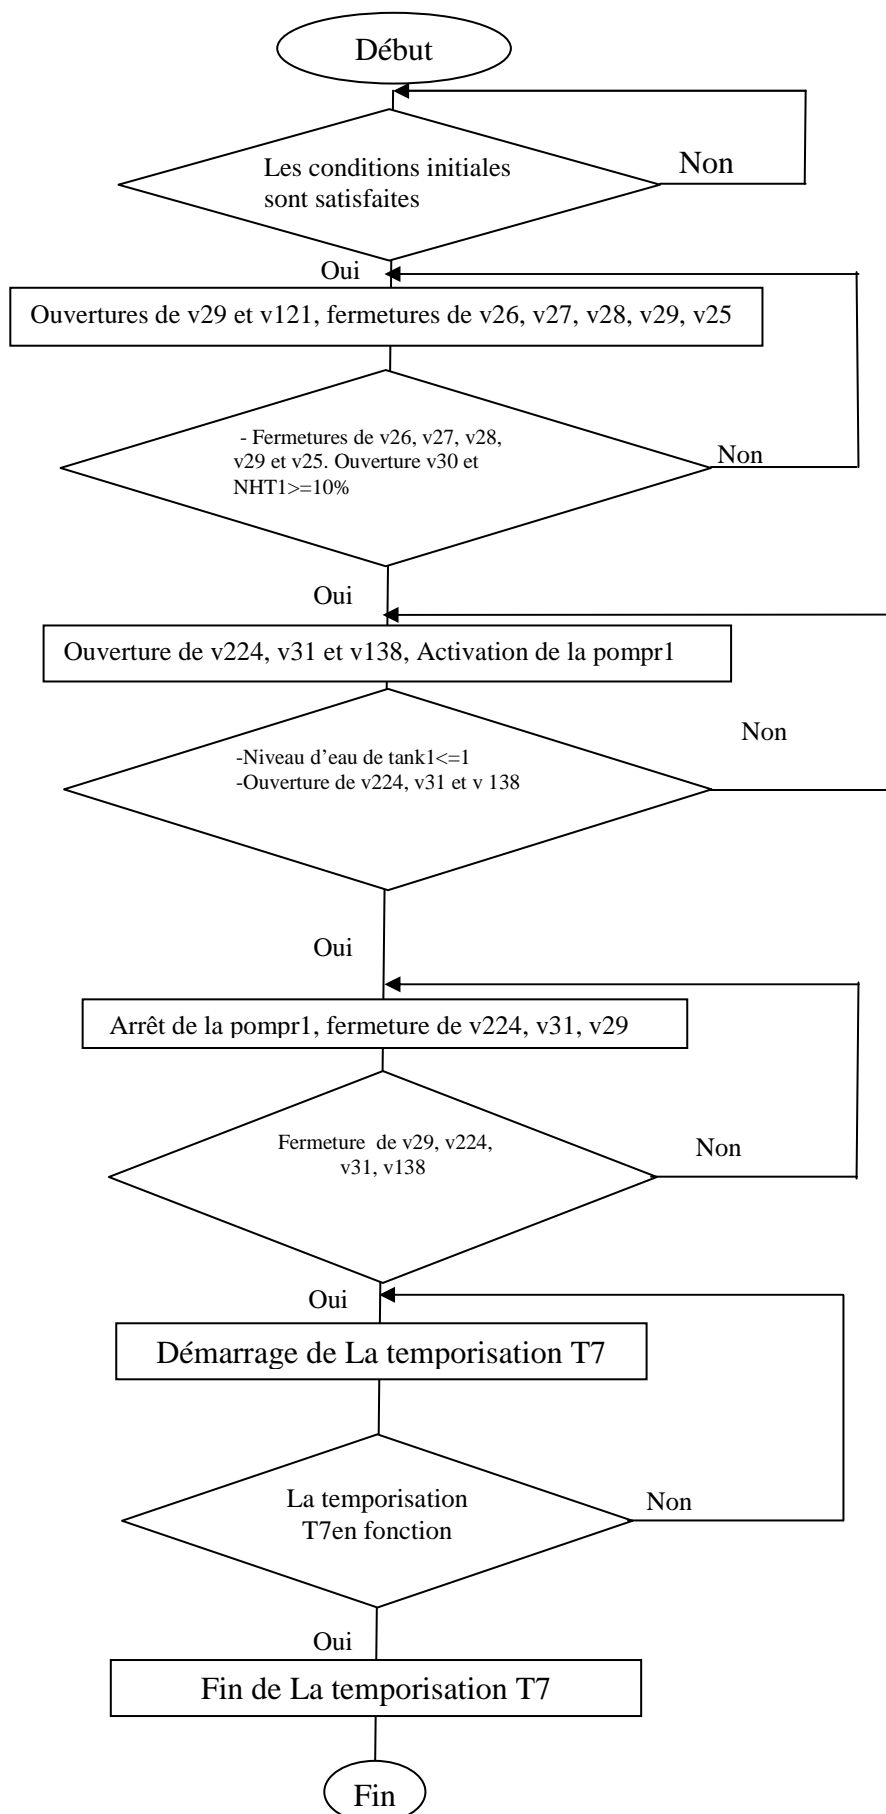 Début
Les conditions initiales
sont satisfaites
Non
Oui
Ouvertures de v29 et v121, fermetures de v26, v27, v28, v29, v25
- Fermetures de v26, v27, v28,
v29 et v25. Ouverture v30 et
NHT1>=10%
Non
Oui
Ouverture de v224, v31 et v138, Activation de la pompr1
Non
-Niveau d'eau de tank1<=1
-Ouverture de v224, v31 et v 138
Oui
Arrêt de la pompr1, fermeture de v224, v31, v29
Fermeture de v29, v224,
v31, v138
Non
Oui
Démarrage de La temporisation T7
La temporisation
T7en fonction
Non
Oui
Fin de La temporisation T7
Fin